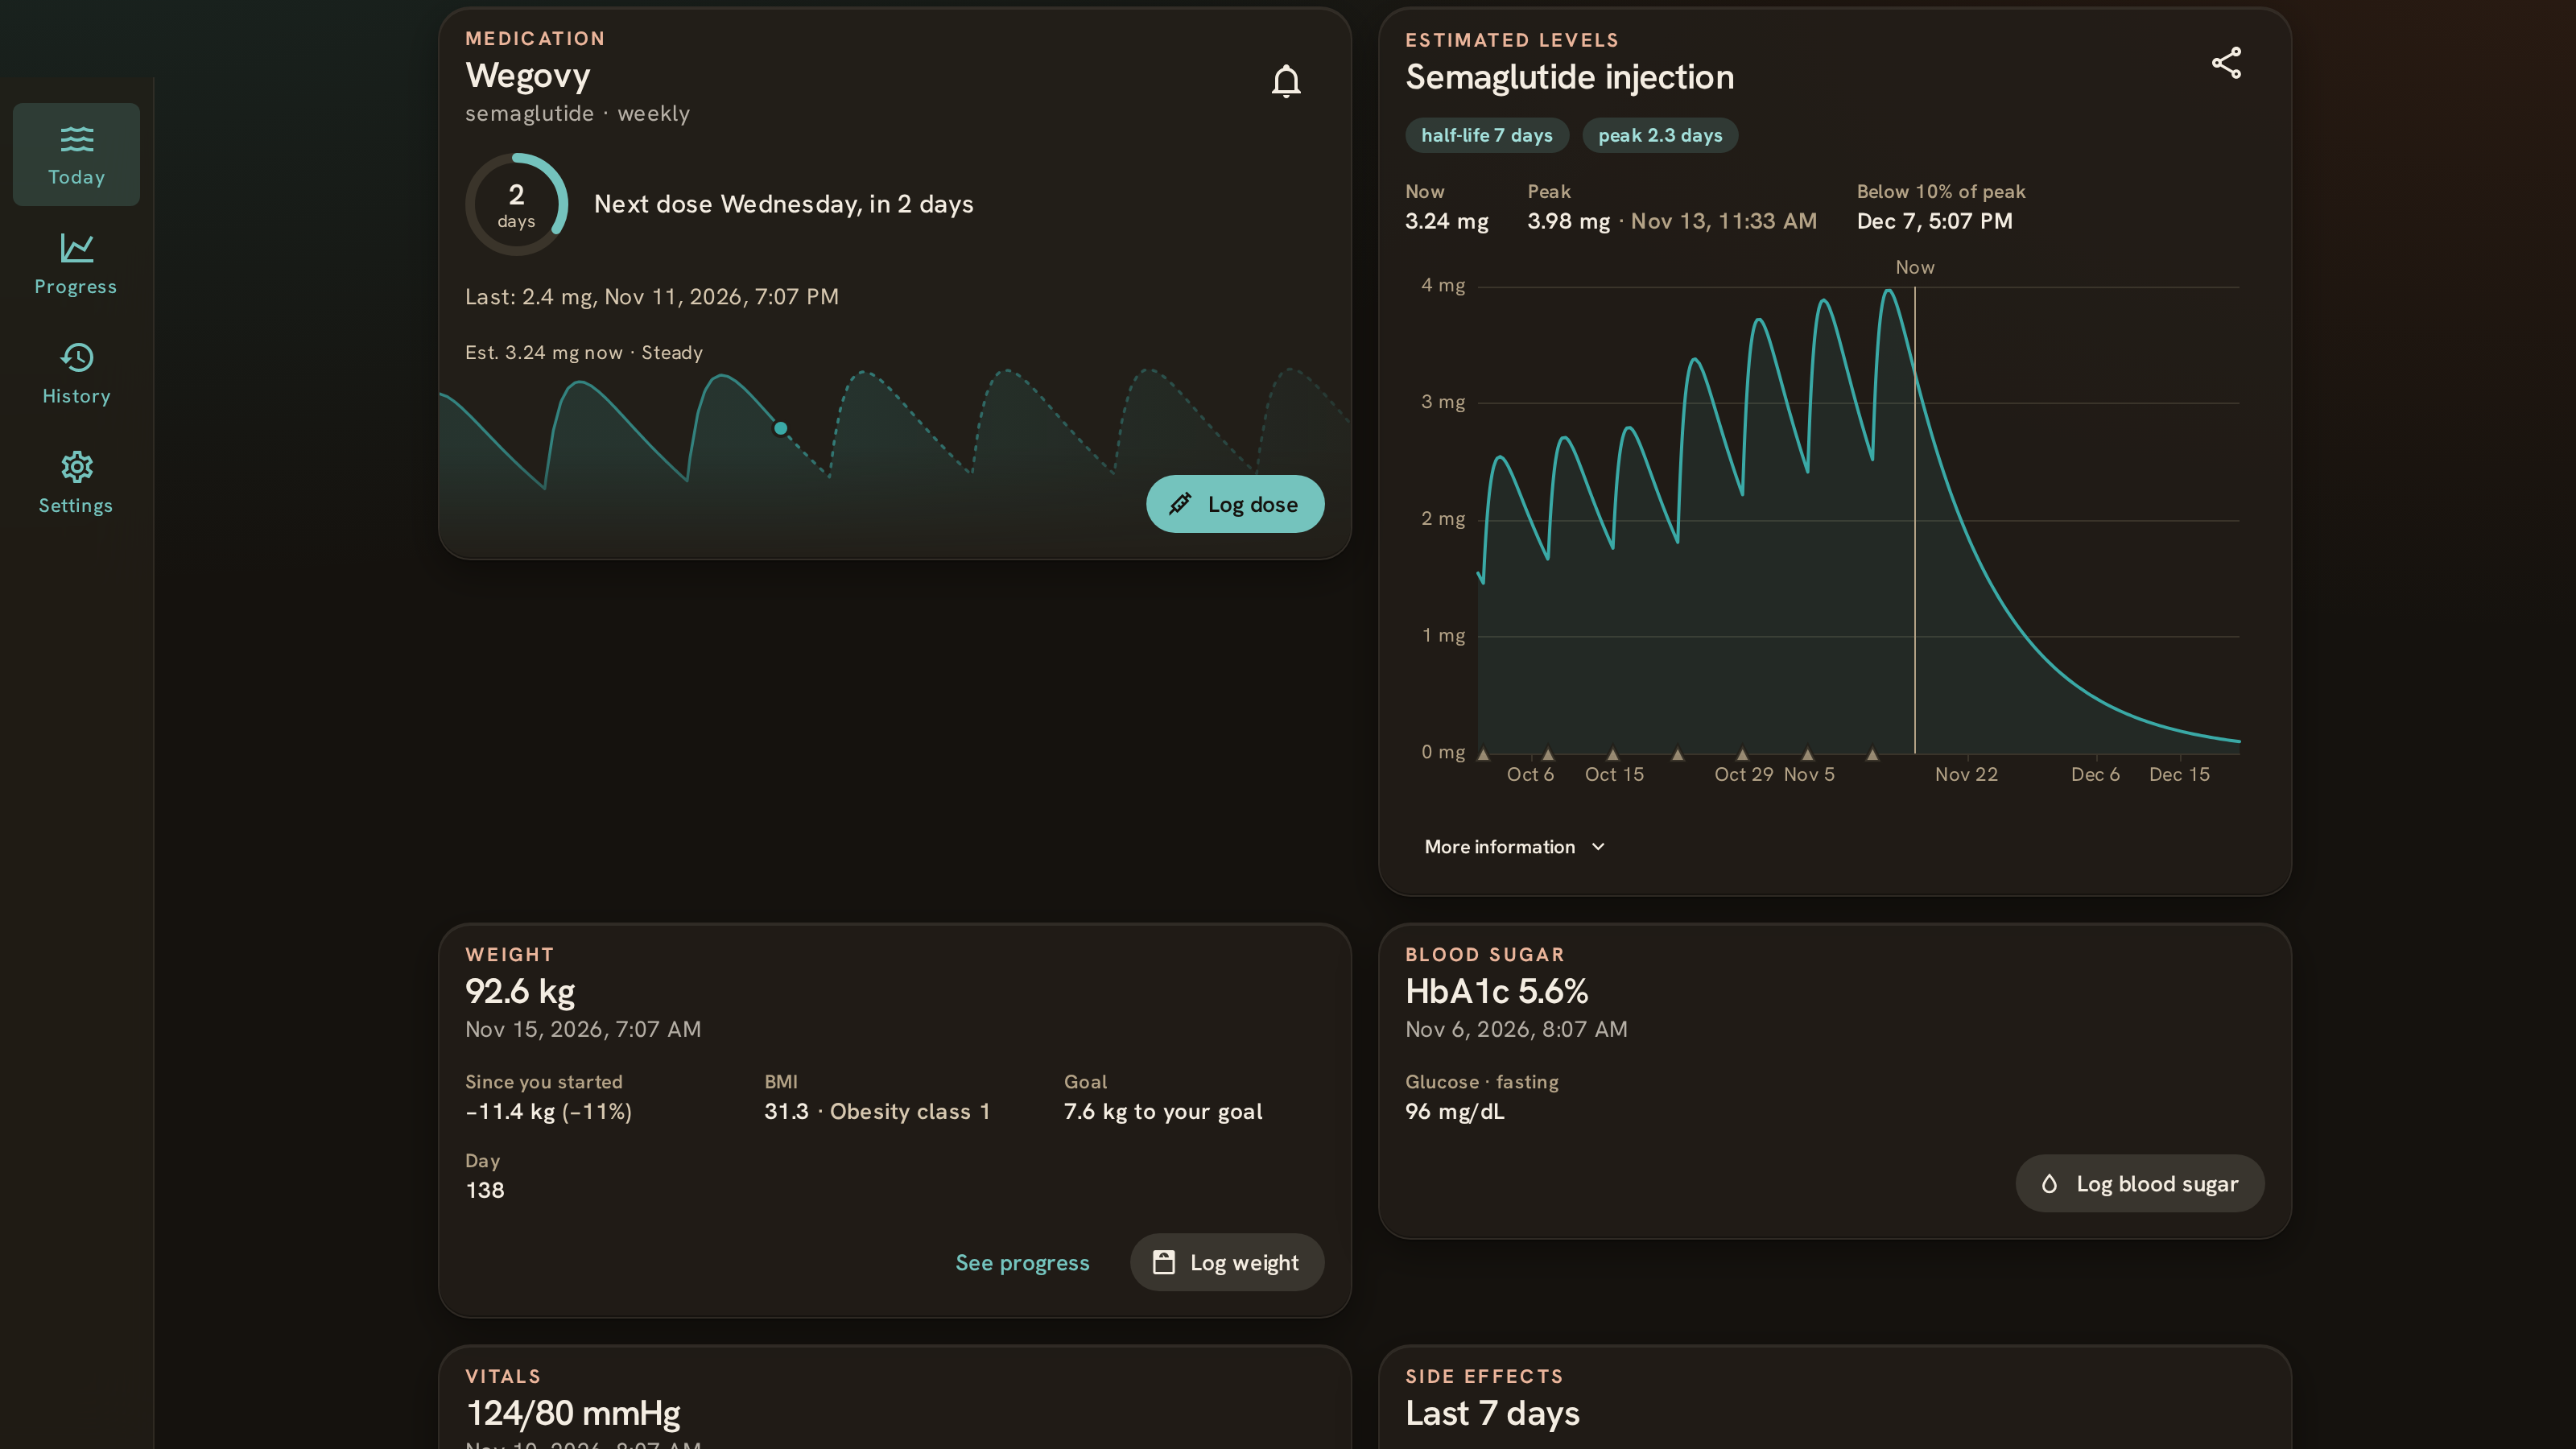 Today
Progress
History
Settings
MEDICATION
Wegovy
semaglutide · weekly
2
days
Next dose Wednesday, in 2 days
Last: 2.4 mg, Nov 11, 2026, 7:07 PM
Est. 3.24 mg now · Steady
Log dose
ESTIMATED LEVELS
Semaglutide injection
half-life 7 days
peak 2.3 days
Now
3.24 mg
Peak
3.98 mg · Nov 13, 11:33 AM
Below 10% of peak
Dec 7, 5:07 PM
Now
4 mg
3 mg
2 mg
1 mg
0 mg
Oct 6
Oct 15
Oct 29
Nov 5
Nov 22
Dec 6
Dec 15
More information
WEIGHT
92.6 kg
Nov 15, 2026, 7:07 AM
Since you started
−11.4 kg (−11%)
BMI
31.3 · Obesity class 1
Goal
7.6 kg to your goal
Day
138
See progress
Log weight
BLOOD SUGAR
HbA1c 5.6%
Nov 6, 2026, 8:07 AM
Glucose · fasting
96 mg/dL
Log blood sugar
VITALS
124/80 mmHg
SIDE EFFECTS
Last 7 days